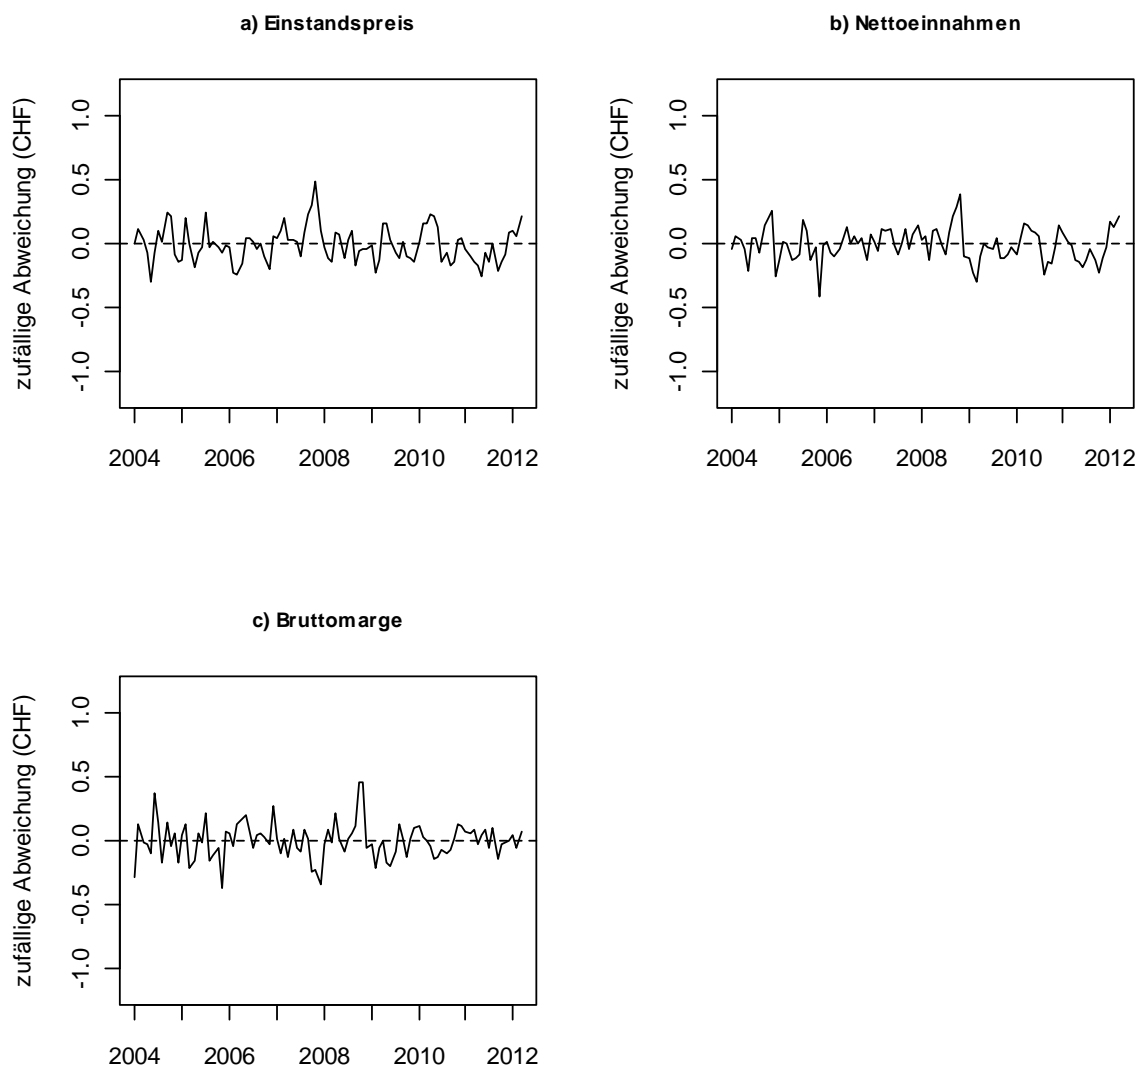 a) Einstandspreis
zufällige Abweichung (CHF)
1.0
0.5
0.0
-0.5
-1.0
2004 2006 2008 2010 2012
b) Nettoeinnahmen
zufällige Abweichung (CHF)
1.0
0.5
0.0
-0.5
-1.0
2004 2006 2008 2010 2012
c) Bruttomarge
zufällige Abweichung (CHF)
1.0
0.5
0.0
-0.5
-1.0
2004 2006 2008 2010 2012